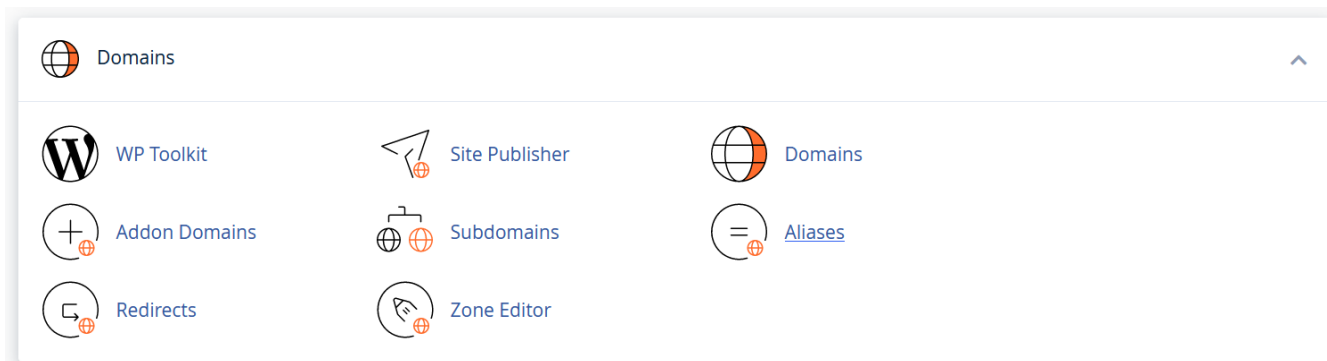 Domains
WP Toolkit
Site Publisher
Domains
Addon Domains
Subdomains
Aliases
Redirects
Zone Editor